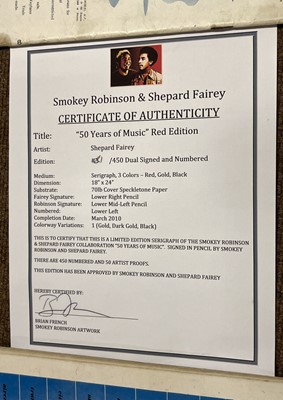 Smokey Robinson & Shepard Fairey
CERTIFICATE OF AUTHENTICITY
Title: "50 Years of Music" Red Edition
Artist: Shepard Fairey
Edition: /450 Dual Signed and Numbered
Medium: Serigraph, 3 Colors – Red, Gold, Black
Dimension: 18" x 24"
Substrate: 70lb Cover Speckletone Paper
Fairey Signature: Lower Right Pencil
Robinson Signature: Lower Mid-Left Pencil
Numbered: Lower Left
Completion Date: March 2010
Colorway Variations: 1 (Gold, Dark Gold, Black)
THIS IS TO CERTIFY THAT THIS IS A LIMITED EDITION SERIGRAPH OF THE SMOKEY ROBINSON
& SHEPARD FAIREY COLLABORATION "50 YEARS OF MUSIC". SIGNED IN PENCIL BY SMOKEY
ROBINSON AND SHEPARD FAIREY.
THERE ARE 450 NUMBERED AND 50 ARTIST PROOFS.
THIS EDITION HAS BEEN APPROVED BY SMOKEY ROBINSON AND SHEPARD FAIREY
HEREBY CERTIFIED BY:
BRIAN FRENCH
SMOKEY ROBINSON ARTWORK